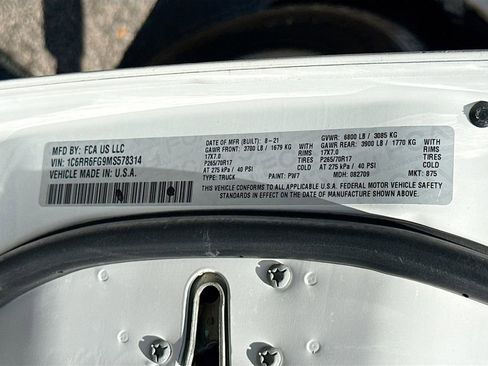 MFD BY: FCA US LLC
VIN: 1C6RR6FG9MS578314
VEHICLE MADE IN: U.S.A.
DATE OF MFR (BUILT): 8-21 GVWR: 6800 LB / 3085 KG
GAWR FRONT: 3700 LB / 1679 KG WITH GAWR REAR: 3900 LB / 1770 KG WITH
17X7.0 RIMS 17X7.0 RIMS
P265/70R17 TIRES P265/70R17 TIRES
AT 275 kPa / 40 PSI COLD AT 275 kPa / 40 PSI COLD
TYPE: TRUCK PAINT: PW7 MDH: 082709 MKT: 875
THIS VEHICLE CONFORMS TO ALL APPLICABLE U.S.A. FEDERAL MOTOR VEHICLE SAFETY
STANDARDS IN EFFECT ON THE DATE OF MANUFACTURE SHOWN ABOVE.